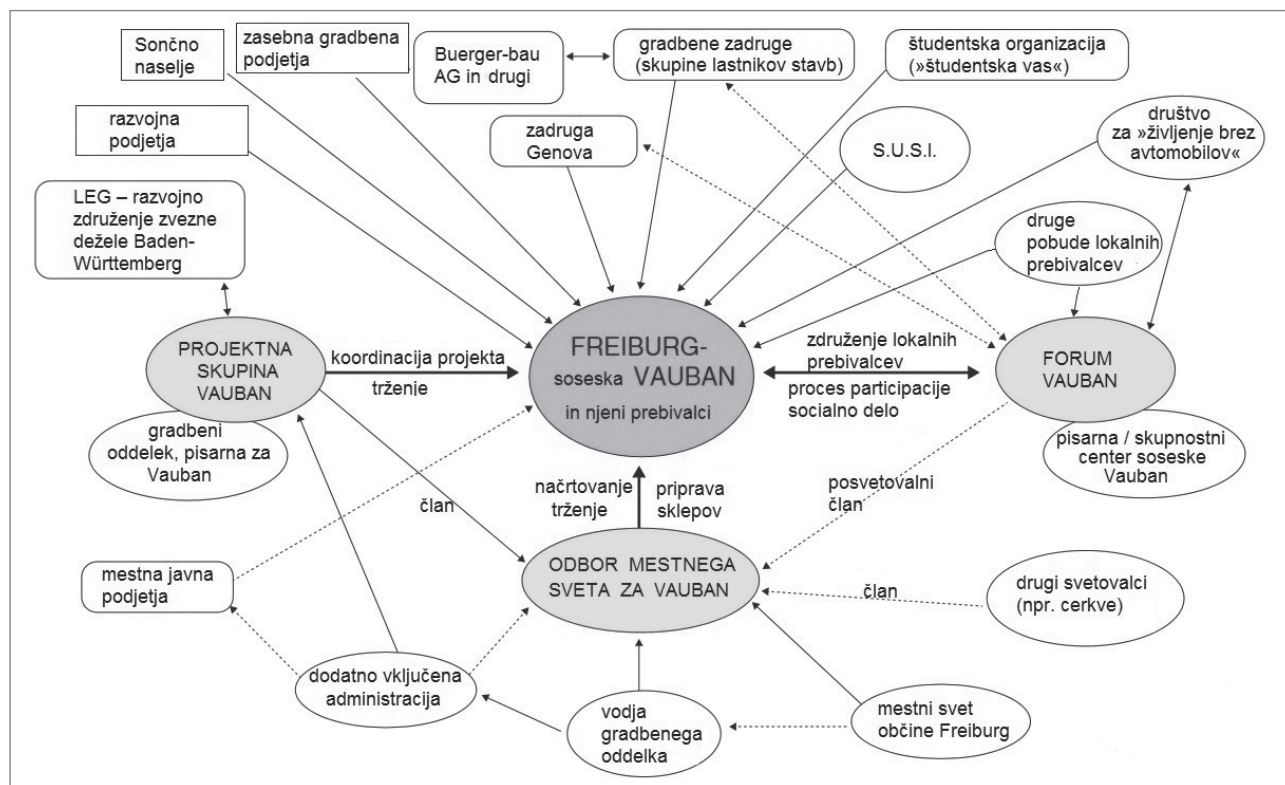 Sončno
naselje
zasebna gradbena
podjetja
Buerger-bau
AG in drugi
gradbene zadruge
(skupine lastnikov stavb)
študentska organizacija
(»študentska vas«)
razvojna
podjetja
zadruga
Genova
S.U.S.I.
društvo
za »življenje brez
avtomobilov«
LEG – razvojno
združenje zvezne
dežele Baden-
Württemberg
druge
pobude lokalnih
prebivalcev
PROJEKTNA
SKUPINA
VAUBAN
koordinacija projekta
trženje
FREIBURG-
soseska VAUBAN
in njeni prebivalci
združenje lokalnih
prebivalcev
proces participacije
socialno delo
FORUM
VAUBAN
gradbeni
oddelek, pisarna za
Vauban
pisarna / skupnostni
center soseske
Vauban
član
načrtovanje
trženje
priprava
sklepov
posvetovalni
član
mestna javna
podjetja
ODBOR MESTNEGA
SVETA ZA VAUBAN
član
drugi svetovalci
(npr. cerkve)
dodatno vključena
administracija
vodja
gradbenega
oddelka
mestni svet
občine Freiburg